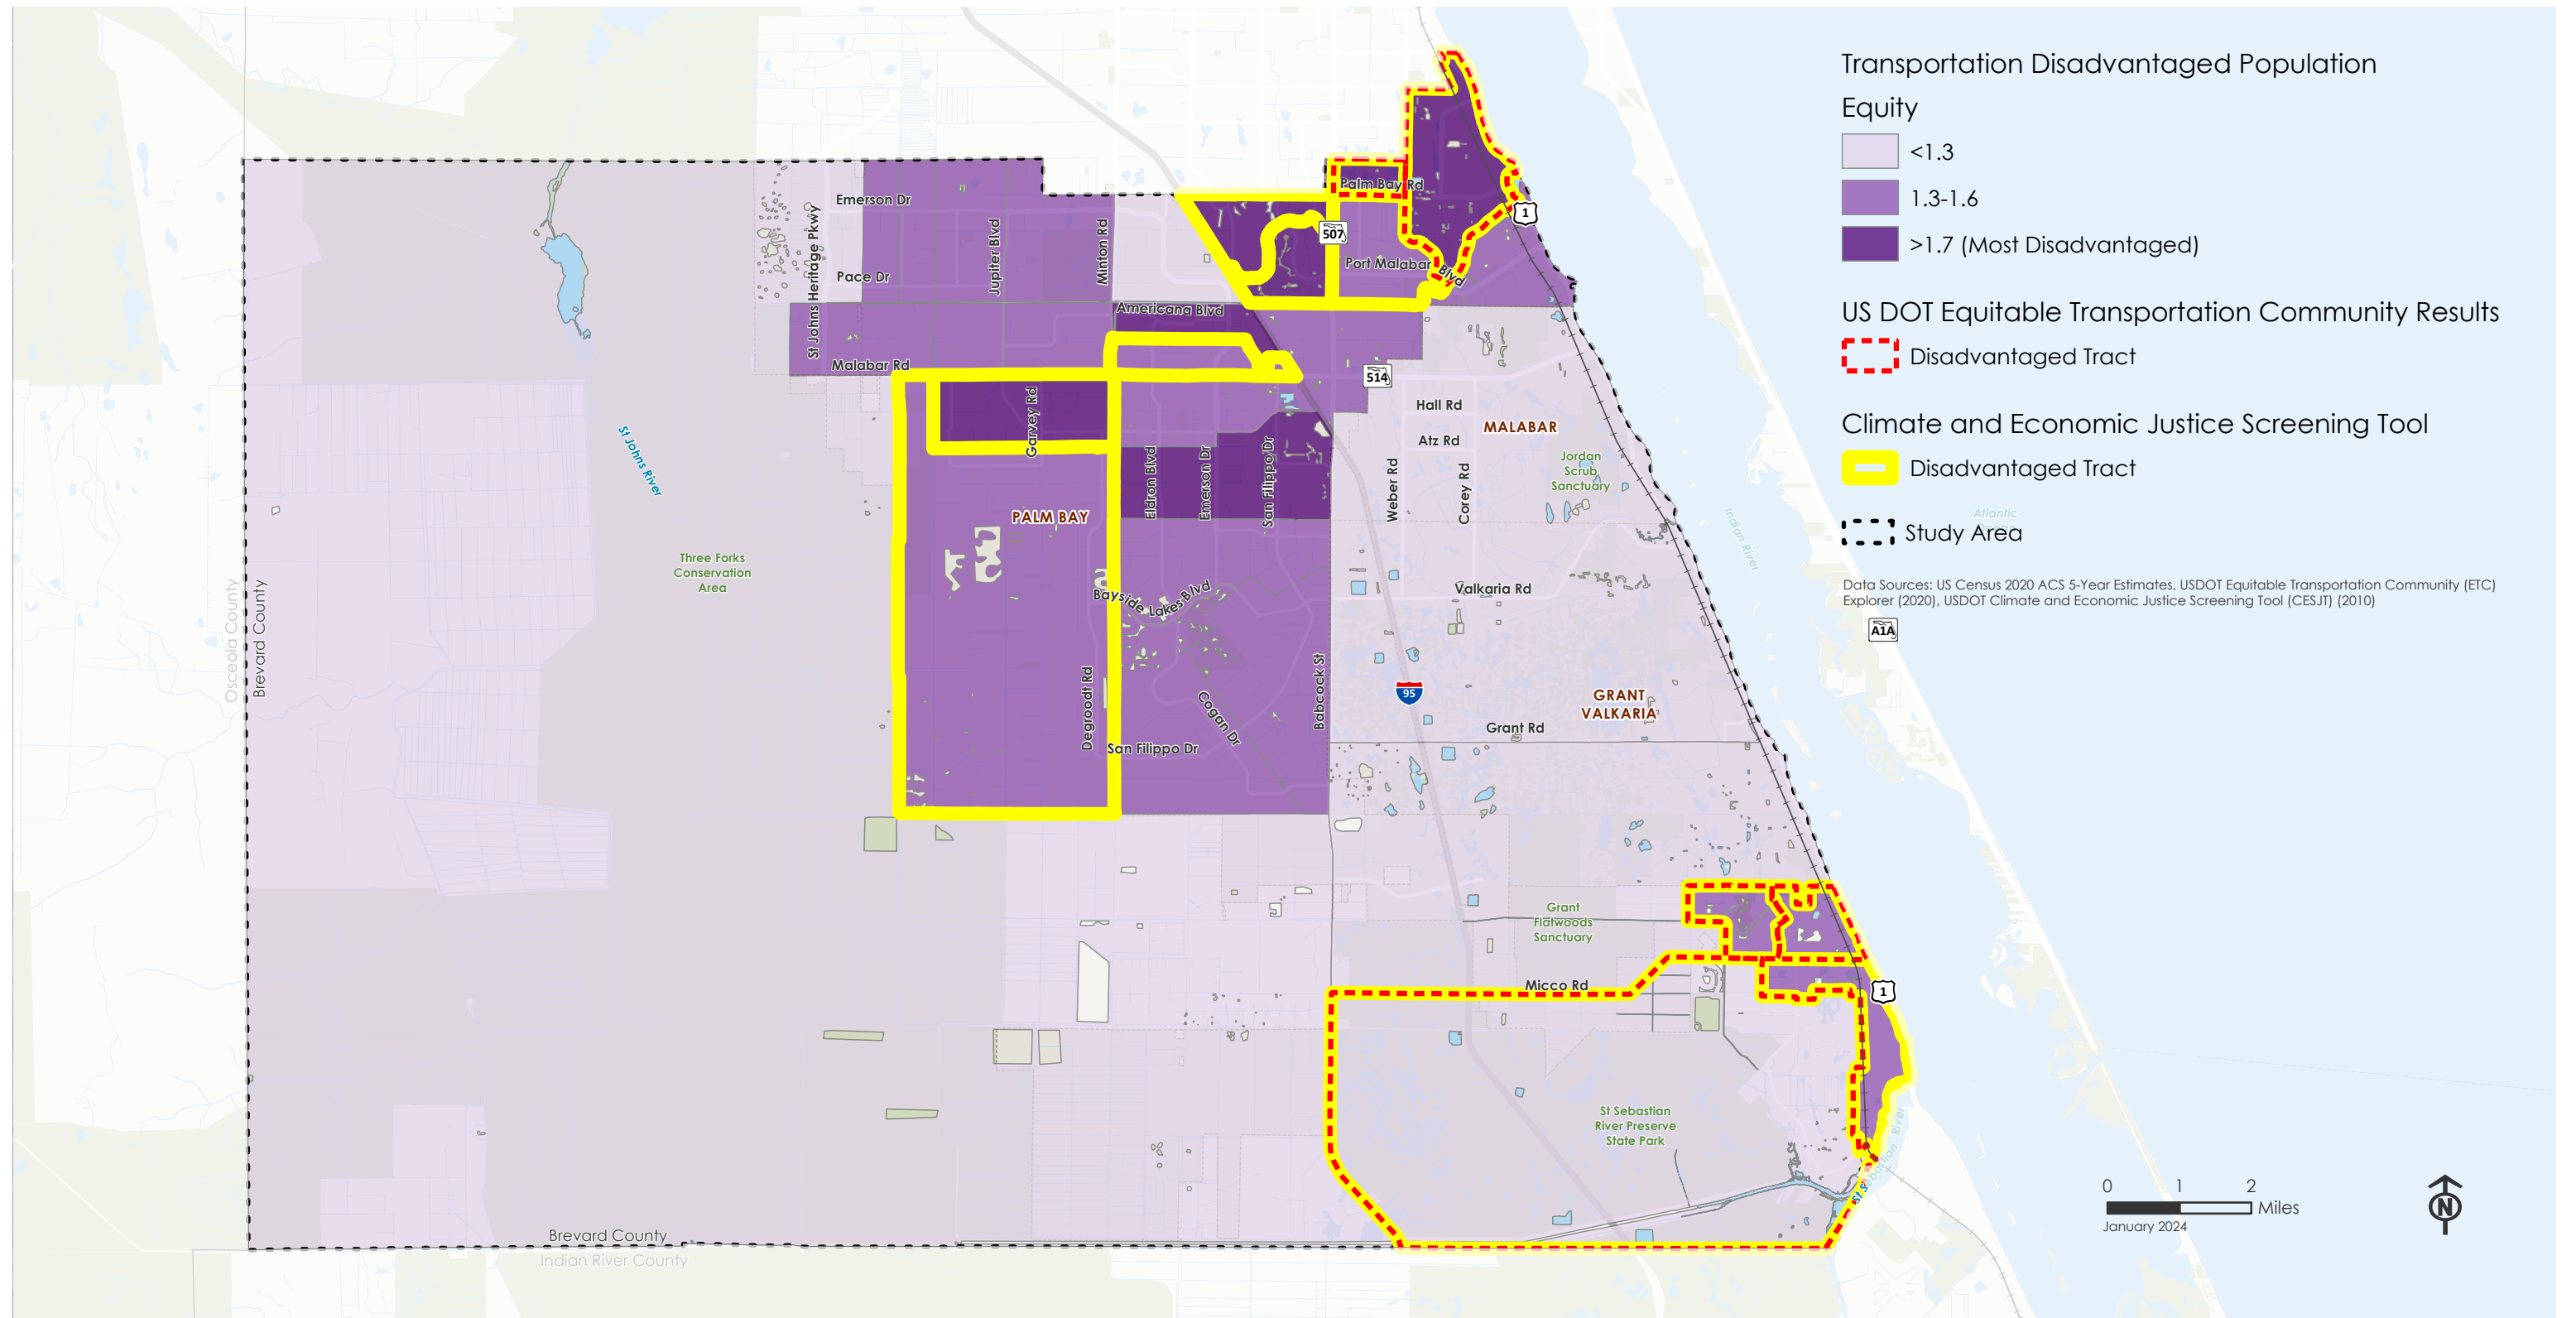 Transportation Disadvantaged Population
Equity
<1.3
1.3-1.6
>1.7 (Most Disadvantaged)
US DOT Equitable Transportation Community Results
Disadvantaged Tract
Climate and Economic Justice Screening Tool
Disadvantaged Tract
Study Area
Data Sources: US Census 2020 ACS 5-Year Estimates, USDOT Equitable Transportation Community (ETC)
Explorer (2020), USDOT Climate and Economic Justice Screening Tool (CESJT) (2010)
Atlantic
Ocean
A1A
Palm Bay Rd
1
507
Port Malabar Blvd
Emerson Dr
Pace Dr
St Johns Heritage Pkwy
Jupiter Blvd
Minton Rd
Americana Blvd
Malabar Rd
514
Garvey Rd
Hall Rd
Atz Rd
MALABAR
Jordan
Scrub
Sanctuary
Weber Rd
Corey Rd
Eldron Blvd
Emerson Dr
San Filippo Dr
St Johns River
PALM BAY
Indian River
Three Forks
Conservation
Area
Osceola County
Brevard County
Bayside Lakes Blvd
Valkaria Rd
Degroodt Rd
Cogan Dr
Babcock St
95
GRANT
VALKARIA
Grant Rd
San Filippo Dr
Grant
Flatwoods
Sanctuary
Micco Rd
1
St Sebastian
River Preserve
State Park
St Sebastian River
Brevard County
Indian River County
0 1 2
Miles
January 2024
N